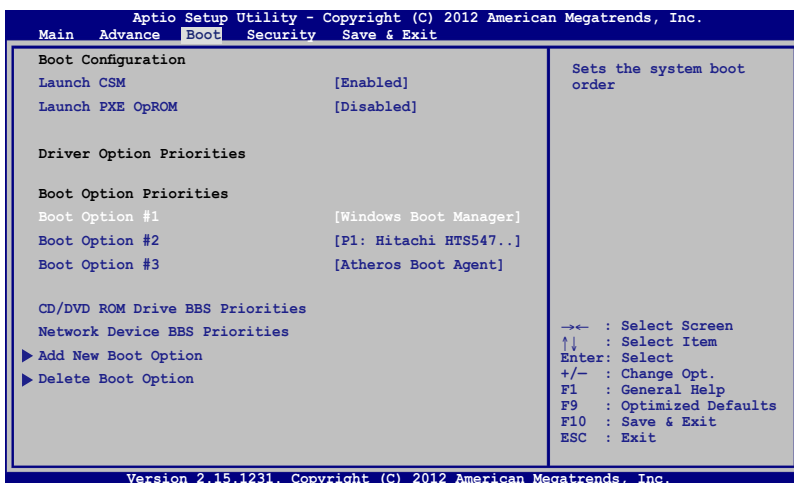 Aptio Setup Utility - Copyright (C) 2012 American Megatrends, Inc.
Main Advance Boot Security Save & Exit
Boot Configuration
Launch CSM [Enabled]
Launch PXE OpROM [Disabled]
Driver Option Priorities
Boot Option Priorities
Boot Option #1 [Windows Boot Manager]
Boot Option #2 [P1: Hitachi HTS547..]
Boot Option #3 [Atheros Boot Agent]
CD/DVD ROM Drive BBS Priorities
Network Device BBS Priorities
Add New Boot Option
Delete Boot Option
Sets the system boot
order
→← : Select Screen
↑↓ : Select Item
Enter: Select
+/— : Change Opt.
F1 : General Help
F9 : Optimized Defaults
F10 : Save & Exit
ESC : Exit
Version 2.15.1231. Copyright (C) 2012 American Megatrends, Inc.